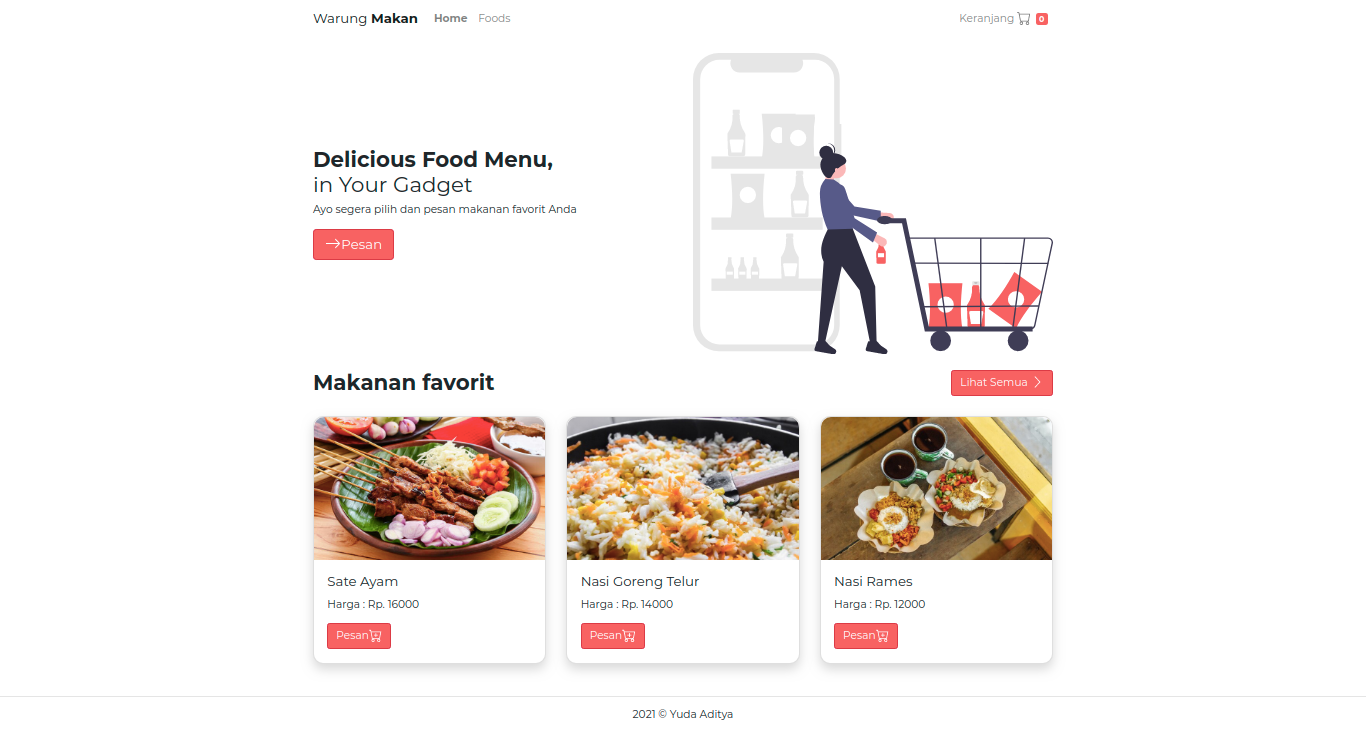 Warung Makan Home Foods Keranjang 0
Delicious Food Menu,
in Your Gadget
Ayo segera pilih dan pesan makanan favorit Anda
Pesan
Makanan favorit Lihat Semua
Sate Ayam
Harga : Rp. 16000
Pesan
Nasi Goreng Telur
Harga : Rp. 14000
Pesan
Nasi Rames
Harga : Rp. 12000
Pesan
2021 © Yuda Aditya